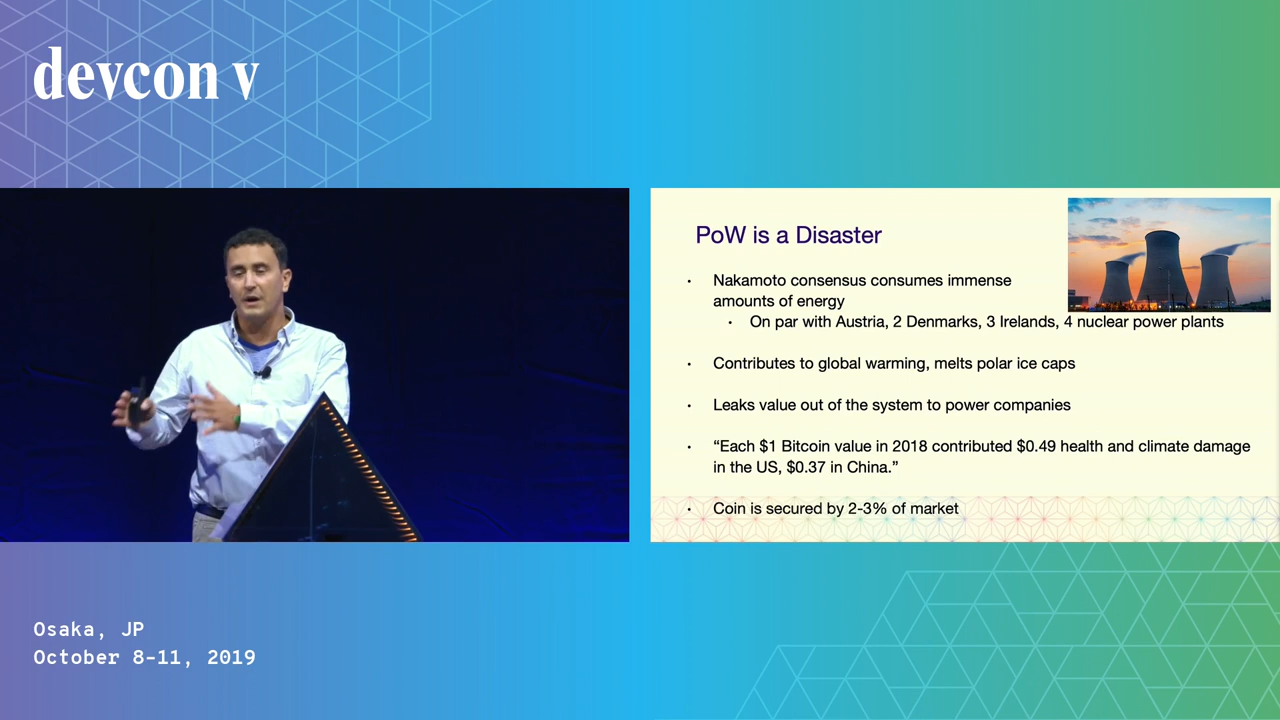 devcon v
PoW is a Disaster
• Nakamoto consensus consumes immense
amounts of energy
• On par with Austria, 2 Denmarks, 3 Irelands, 4 nuclear power plants
• Contributes to global warming, melts polar ice caps
• Leaks value out of the system to power companies
• “Each $1 Bitcoin value in 2018 contributed $0.49 health and climate damage
in the US, $0.37 in China.”
• Coin is secured by 2-3% of market
Osaka, JP
October 8-11, 2019